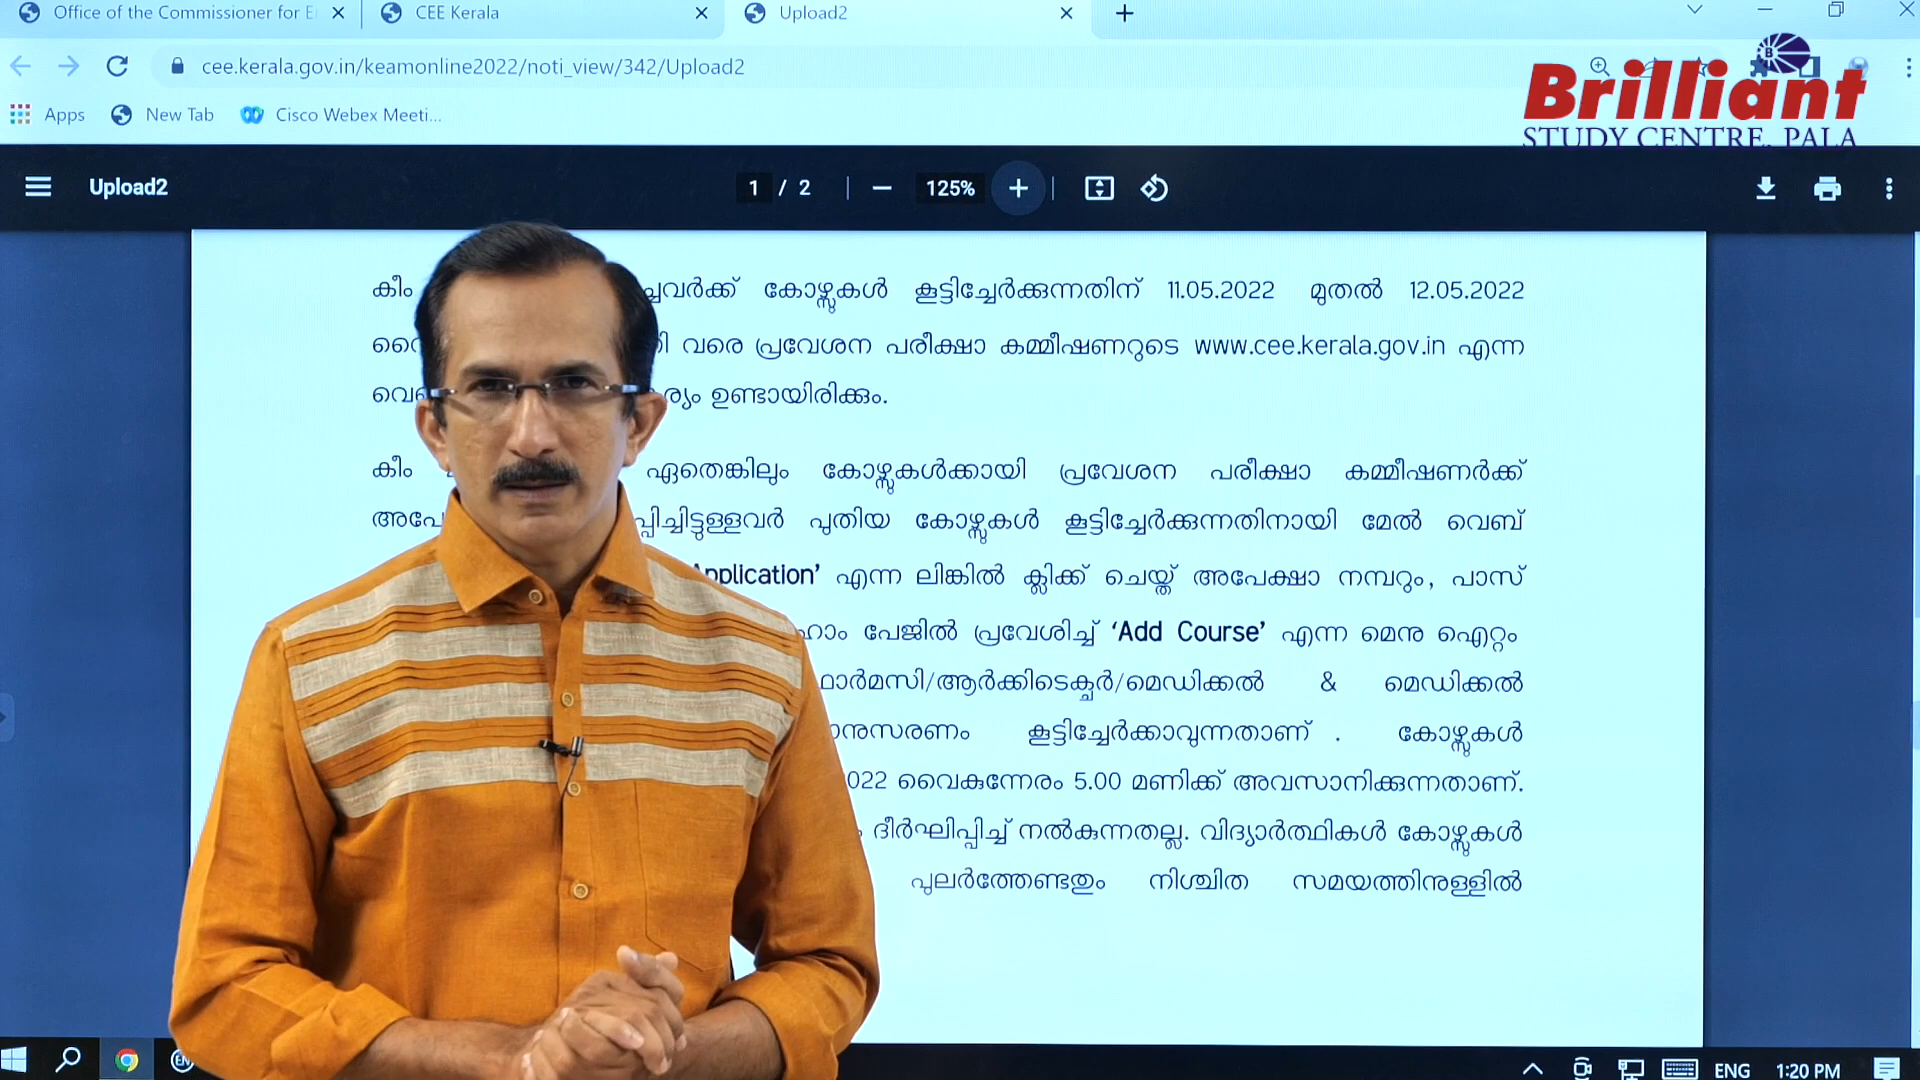 Office of the Commissioner for E
CEE Kerala
Upload2
cee.kerala.gov.in/keamonline2022/noti_view/342/Upload2
Apps
New Tab
Cisco Webex Meeti...
Brilliant
STUDY CENTRE, PALA
Upload2
1 / 2
125%
കീം ച്ചവർക്ക് കോഴ്സുകൾ കൂട്ടിച്ചേർക്കുന്നതിന് 11.05.2022 മുതൽ 12.05.2022
വരെ പ്രവേശന പരീക്ഷാ കമ്മീഷണറുടെ www.cee.kerala.gov.in എന്ന
ര്യം ഉണ്ടായിരിക്കും.
കീം ഏതെങ്കിലും കോഴ്സുകൾക്കായി പ്രവേശന പരീക്ഷാ കമ്മീഷണർക്ക്
അപേ പ്പിച്ചിട്ടുള്ളവർ പുതിയ കോഴ്സുകൾ കൂട്ടിച്ചേർക്കുന്നതിനായി മേൽ വെബ്
Application’ എന്ന ലിങ്കിൽ ക്ലിക്ക് ചെയ്ത് അപേക്ഷാ നമ്പറും, പാസ്
ഹാം പേജിൽ പ്രവേശിച്ച് ‘Add Course’ എന്ന മെനു ഐറ്റം
ഫാർമസി/ആർക്കിടെക്ചർ/മെഡിക്കൽ & മെഡിക്കൽ
ാനുസരണം കൂട്ടിച്ചേർക്കാവുന്നതാണ് . കോഴ്സുകൾ
2022 വൈകുന്നേരം 5.00 മണിക്ക് അവസാനിക്കുന്നതാണ്.
ദീർഘിപ്പിച്ച് നൽകുന്നതല്ല. വിദ്യാർത്ഥികൾ കോഴ്സുകൾ
പുലർത്തേണ്ടതും നിശ്ചിത സമയത്തിനുള്ളിൽ
EN
ENG
1:20 PM